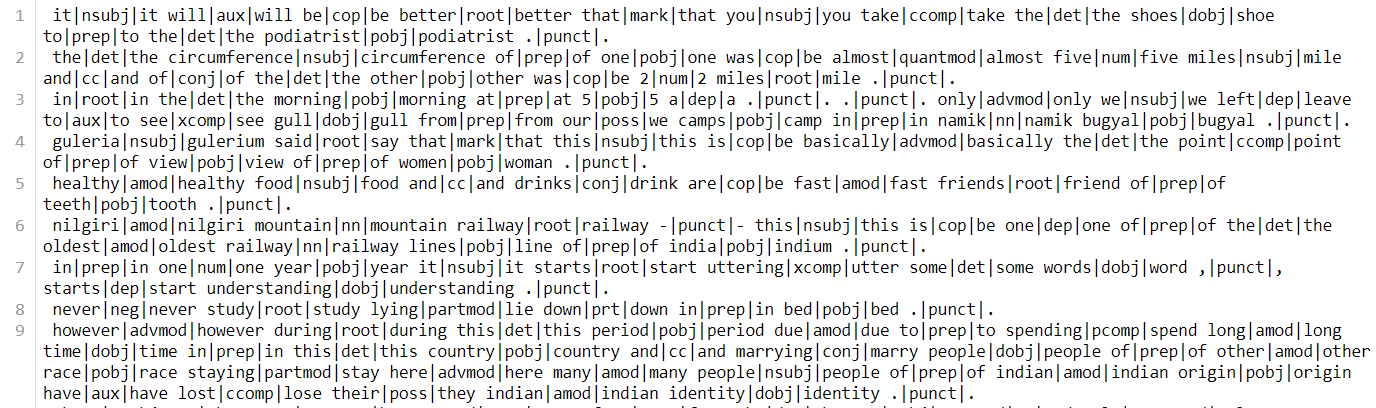 1 it|nsubj|it will|aux|will be|cop|be better|root|better that|mark|that you|nsubj|you take|ccomp|take the|det|the shoes|dobj|shoe
to|prep|to the|det|the podiatrist|pobj|podiatrist .|punct|.
2 the|det|the circumference|nsubj|circumference of|prep|of one|pobj|one was|cop|be almost|quantmod|almost five|num|five miles|nsubj|mile
and|cc|and of|conj|of the|det|the other|pobj|other was|cop|be 2|num|2 miles|root|mile .|punct|.
3 in|root|in the|det|the morning|pobj|morning at|prep|at 5|pobj|5 a|dep|a .|punct|. .|punct|. only|advmod|only we|nsubj|we left|dep|leave
to|aux|to see|xcomp|see gull|dobj|gull from|prep|from our|poss|we camps|pobj|camp in|prep|in namik|nn|namik bugyal|pobj|bugyal .|punct|.
4 guleria|nsubj|gulerium said|root|say that|mark|that this|nsubj|this is|cop|be basically|advmod|basically the|det|the point|ccomp|point
of|prep|of view|pobj|view of|prep|of women|pobj|woman .|punct|.
5 healthy|amod|healthy food|nsubj|food and|cc|and drinks|conj|drink are|cop|be fast|amod|fast friends|root|friend of|prep|of
teeth|pobj|tooth .|punct|.
6 nilgiri|amod|nilgiri mountain|nn|mountain railway|root|railway -|punct|- this|nsubj|this is|cop|be one|dep|one of|prep|of the|det|the
oldest|amod|oldest railway|nn|railway lines|pobj|line of|prep|of india|pobj|indium .|punct|.
7 in|prep|in one|num|one year|pobj|year it|nsubj|it starts|root|start uttering|xcomp|utter some|det|some words|dobj|word ,|punct|,
starts|dep|start understanding|dobj|understanding .|punct|.
8 never|neg|never study|root|study lying|partmod|lie down|prt|down in|prep|in bed|pobj|bed .|punct|.
9 however|advmod|however during|root|during this|det|this period|pobj|period due|amod|due to|prep|to spending|pcomp|spend long|amod|long
time|dobj|time in|prep|in this|det|this country|pobj|country and|cc|and marrying|conj|marry people|dobj|people of|prep|of other|amod|other
race|pobj|race staying|partmod|stay here|advmod|here many|amod|many people|nsubj|people of|prep|of indian|amod|indian origin|pobj|origin
have|aux|have lost|ccomp|lose their|poss|they indian|amod|indian identity|dobj|identity .|punct|.